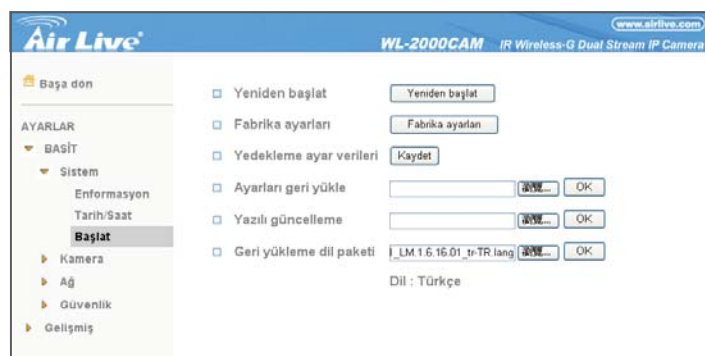 www.airlive.com
Air Live
WL-2000CAM IR Wireless-G Dual Stream IP Camera
Başa dön
AYARLAR
BASİT
Sistem
Enformasyon
Tarih/Saat
Başlat
Kamera
Ağ
Güvenlik
Gelişmiş
Yeniden başlat Yeniden başlat
Fabrika ayarları Fabrika ayarları
Yedekleme ayar verileri Kaydet
Ayarları geri yükle OK
Yazılı güncelleme OK
Geri yükleme dil paketi _LM.1.6.16.01_tr-TR.lang OK
Dil : Türkçe